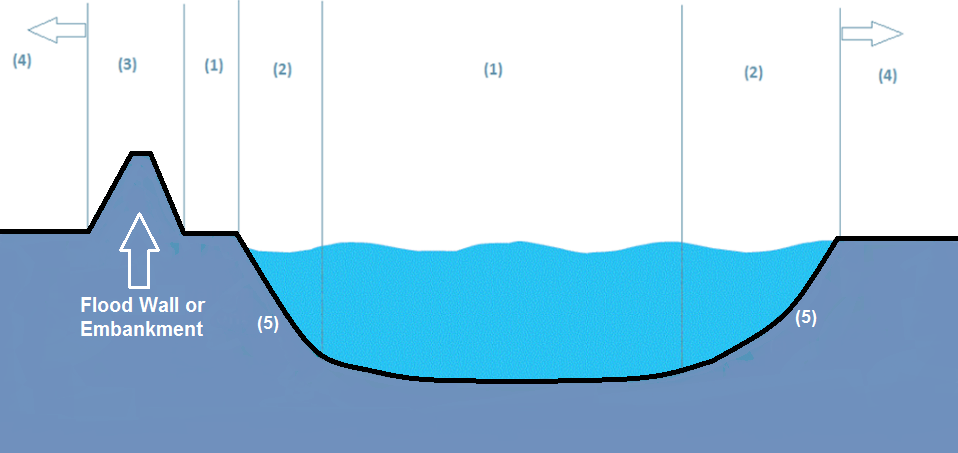 (4) (3) (1) (2) (1) (2) (4)
Flood Wall or
Embankment
(5) (5)